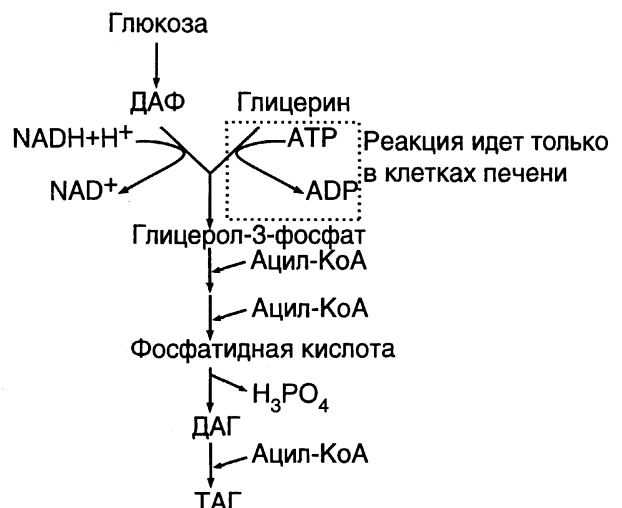 Глюкоза
ДАФ
Глицерин
NADH+H⁺
ATP
Реакция идет только
в клетках печени
NAD⁺
ADP
Глицерол-3-фосфат
Ацил-КоА
Ацил-КоА
Фосфатидная кислота
H₃PO₄
ДАГ
Ацил-КоА
ТАГ